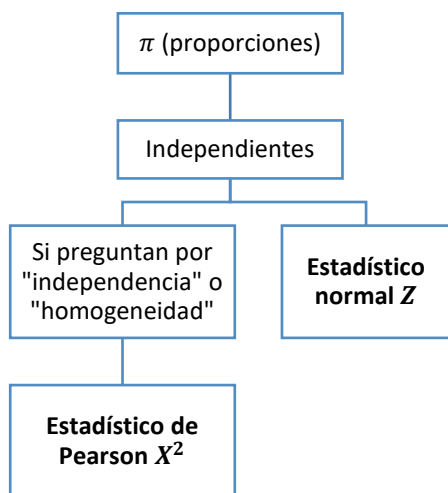 π (proporciones)
Independientes
Si preguntan por
"independencia" o
"homogeneidad"
Estadístico
normal Z
Estadístico de
Pearson X²